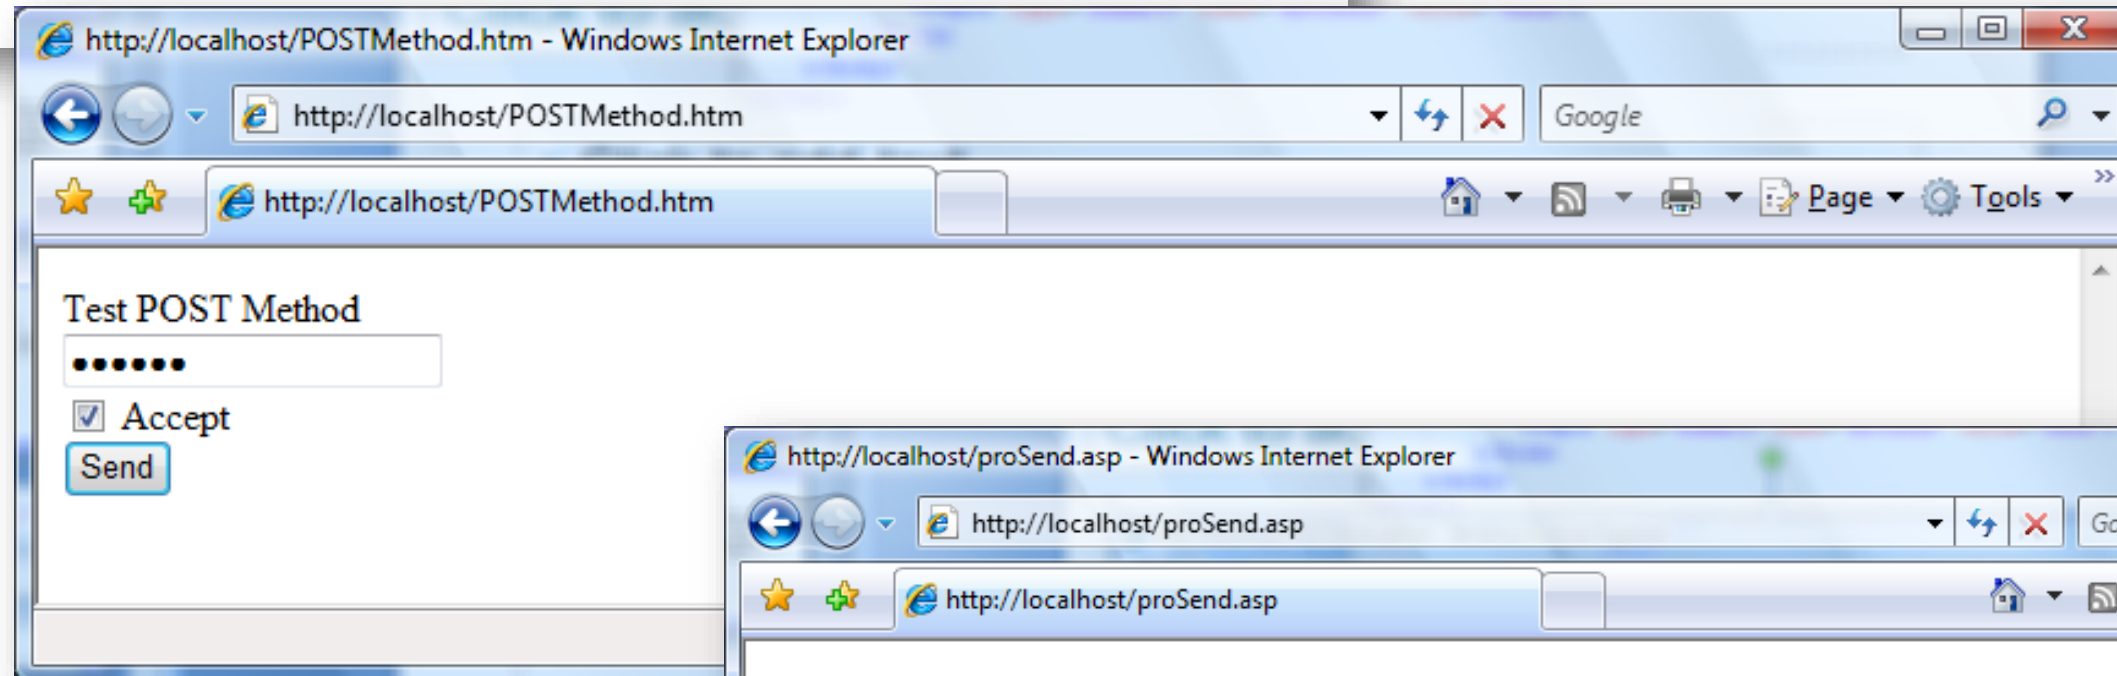 http://localhost/POSTMethod.htm - Windows Internet Explorer
http://localhost/POSTMethod.htm
Google
http://localhost/POSTMethod.htm
Page
Tools
Test POST Method
••••••
Accept
Send
http://localhost/proSend.asp - Windows Internet Explorer
http://localhost/proSend.asp
http://localhost/proSend.asp